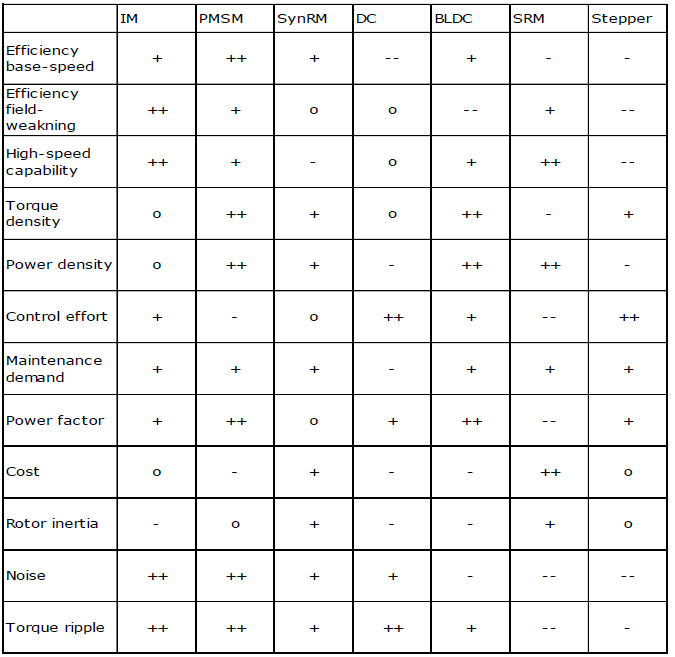 IM PMSM SynRM DC BLDC SRM Stepper
Efficiency
base-speed + ++ + -- + - -
Efficiency
field-
weakning ++ + o o -- + --
High-speed
capability ++ + - o + ++ --
Torque
density o ++ + o ++ - +
Power density o ++ + - ++ ++ -
Control effort + - o ++ + -- ++
Maintenance
demand + + + - + + +
Power factor + ++ o + ++ -- +
Cost o - + - - ++ o
Rotor inertia - o + - - + o
Noise ++ ++ + + - -- --
Torque ripple ++ ++ + ++ + -- -